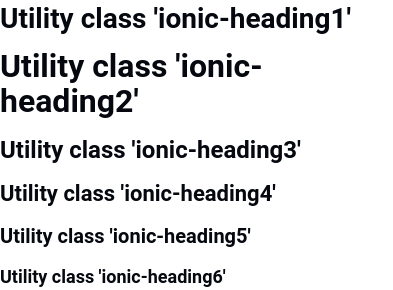 Utility class 'ionic-heading1'
Utility class 'ionic-
heading2'
Utility class 'ionic-heading3'
Utility class 'ionic-heading4'
Utility class 'ionic-heading5'
Utility class 'ionic-heading6'